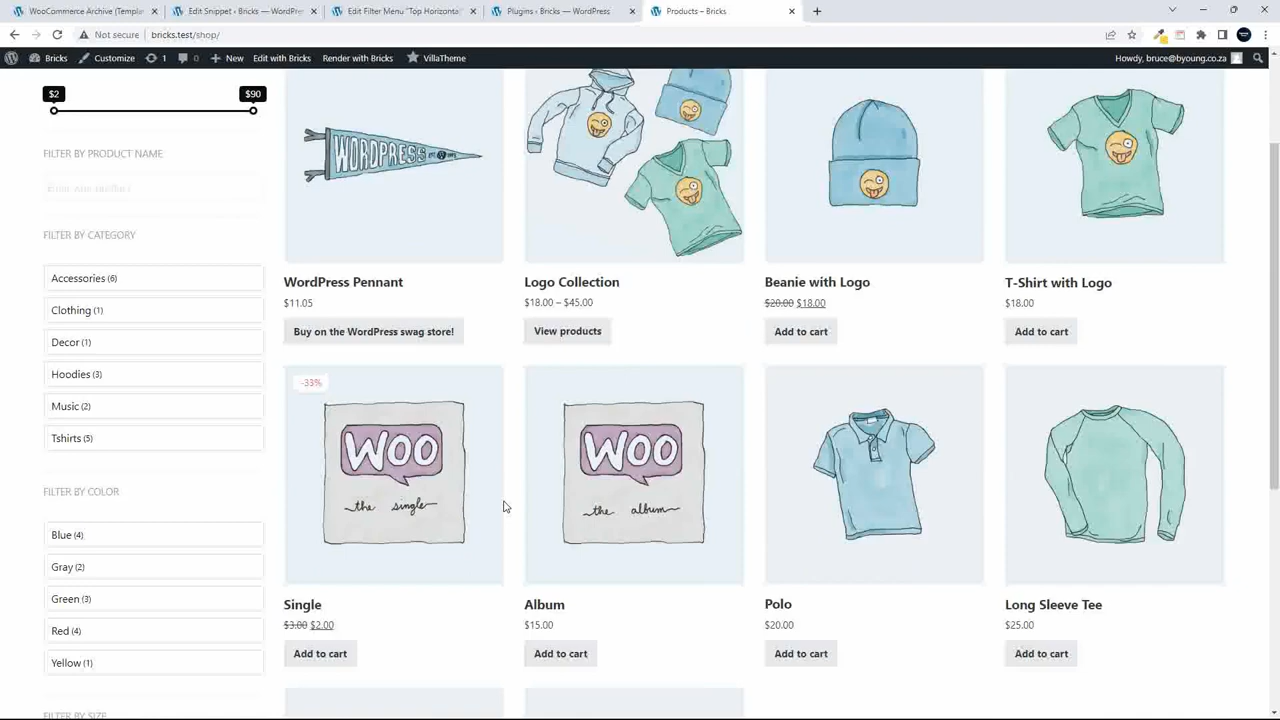 WooCommerce Archive (Templ
Edit Snippet ‹ Bricks — WordPre
Edit Filter Menu "Top Horizonta
Plugins ‹ Bricks — WordPress
Products – Bricks
Not secure
bricks.test/shop/
Bricks
Customize
1
0
New
Edit with Bricks
Render with Bricks
VillaTheme
Howdy, bruce@byoung.co.za
$2
$90
FILTER BY PRODUCT NAME
FILTER BY CATEGORY
Accessories (6)
Clothing (1)
Decor (1)
Hoodies (3)
Music (2)
Tshirts (5)
FILTER BY COLOR
Blue (4)
Gray (2)
Green (3)
Red (4)
Yellow (1)
FILTER BY SIZE
WORDPRESS
WordPress Pennant
$11.05
Buy on the WordPress swag store!
Logo Collection
$18.00 – $45.00
View products
Beanie with Logo
$20.00 $18.00
Add to cart
T-Shirt with Logo
$18.00
Add to cart
-33%
WOO
the single
Single
$3.00 $2.00
Add to cart
WOO
the album
Album
$15.00
Add to cart
Polo
$20.00
Add to cart
Long Sleeve Tee
$25.00
Add to cart